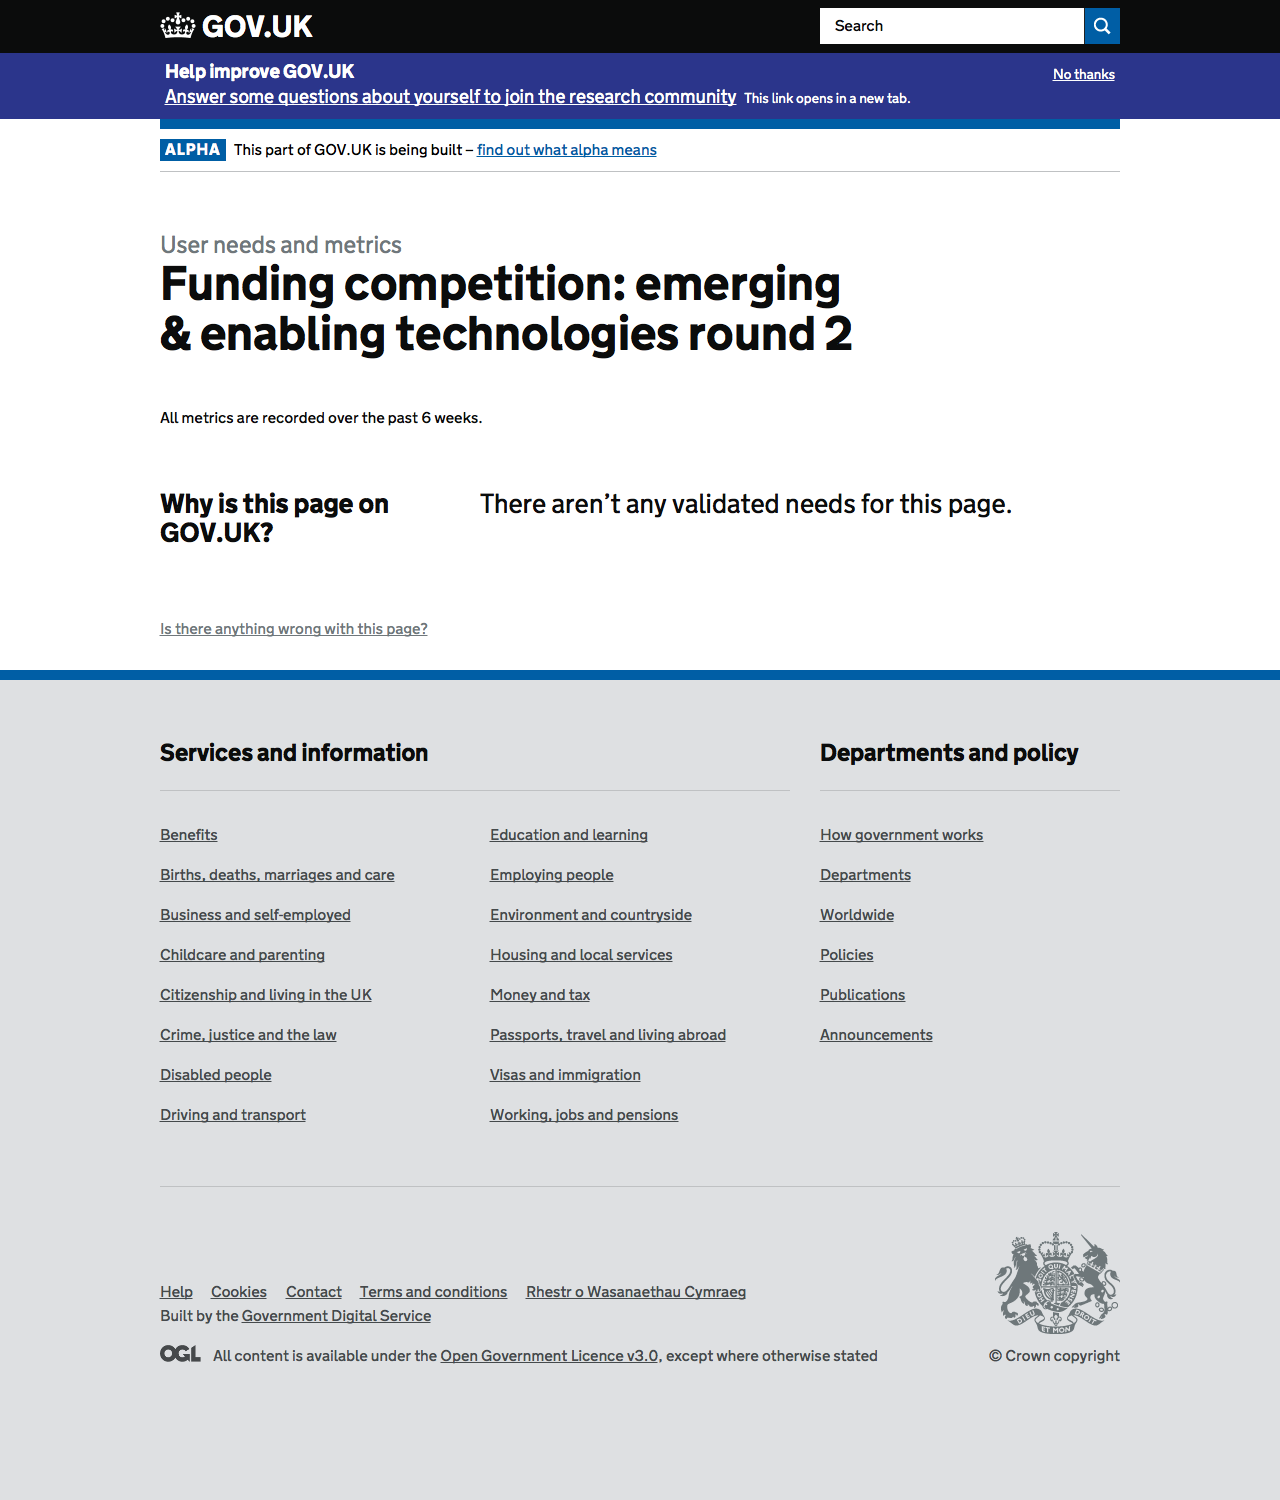 GOV.UK
Search
Help improve GOV.UK
No thanks
Answer some questions about yourself to join the research community This link opens in a new tab.
ALPHA This part of GOV.UK is being built – find out what alpha means
User needs and metrics
Funding competition: emerging
& enabling technologies round 2
All metrics are recorded over the past 6 weeks.
Why is this page on
GOV.UK?
There aren’t any validated needs for this page.
Is there anything wrong with this page?
Services and information
Benefits
Births, deaths, marriages and care
Business and self-employed
Childcare and parenting
Citizenship and living in the UK
Crime, justice and the law
Disabled people
Driving and transport
Education and learning
Employing people
Environment and countryside
Housing and local services
Money and tax
Passports, travel and living abroad
Visas and immigration
Working, jobs and pensions
Departments and policy
How government works
Departments
Worldwide
Policies
Publications
Announcements
Help Cookies Contact Terms and conditions Rhestr o Wasanaethau Cymraeg
Built by the Government Digital Service
OGL All content is available under the Open Government Licence v3.0, except where otherwise stated
DIEU ET MON DROIT
© Crown copyright